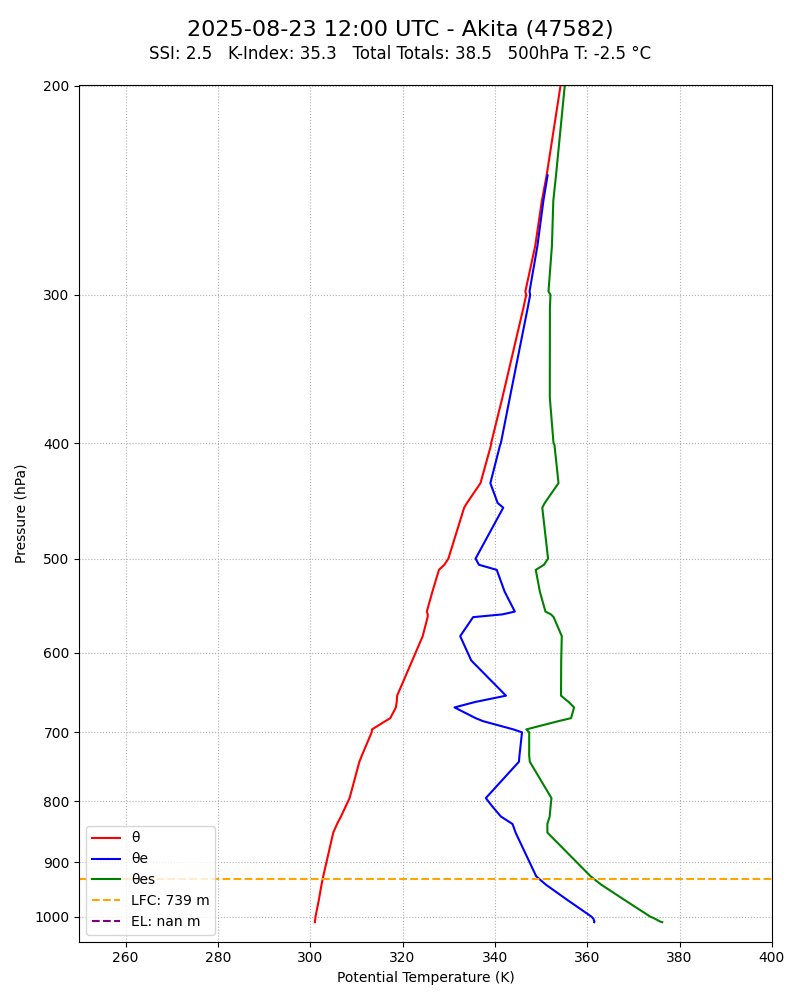 2025-08-23 12:00 UTC - Akita (47582)
SSI: 2.5   K-Index: 35.3   Total Totals: 38.5   500hPa T: -2.5 °C
200
300
400
500
600
700
800
900
1000
Pressure (hPa)
θ
θe
θes
LFC: 739 m
EL: nan m
260 280 300 320 340 360 380 400
Potential Temperature (K)